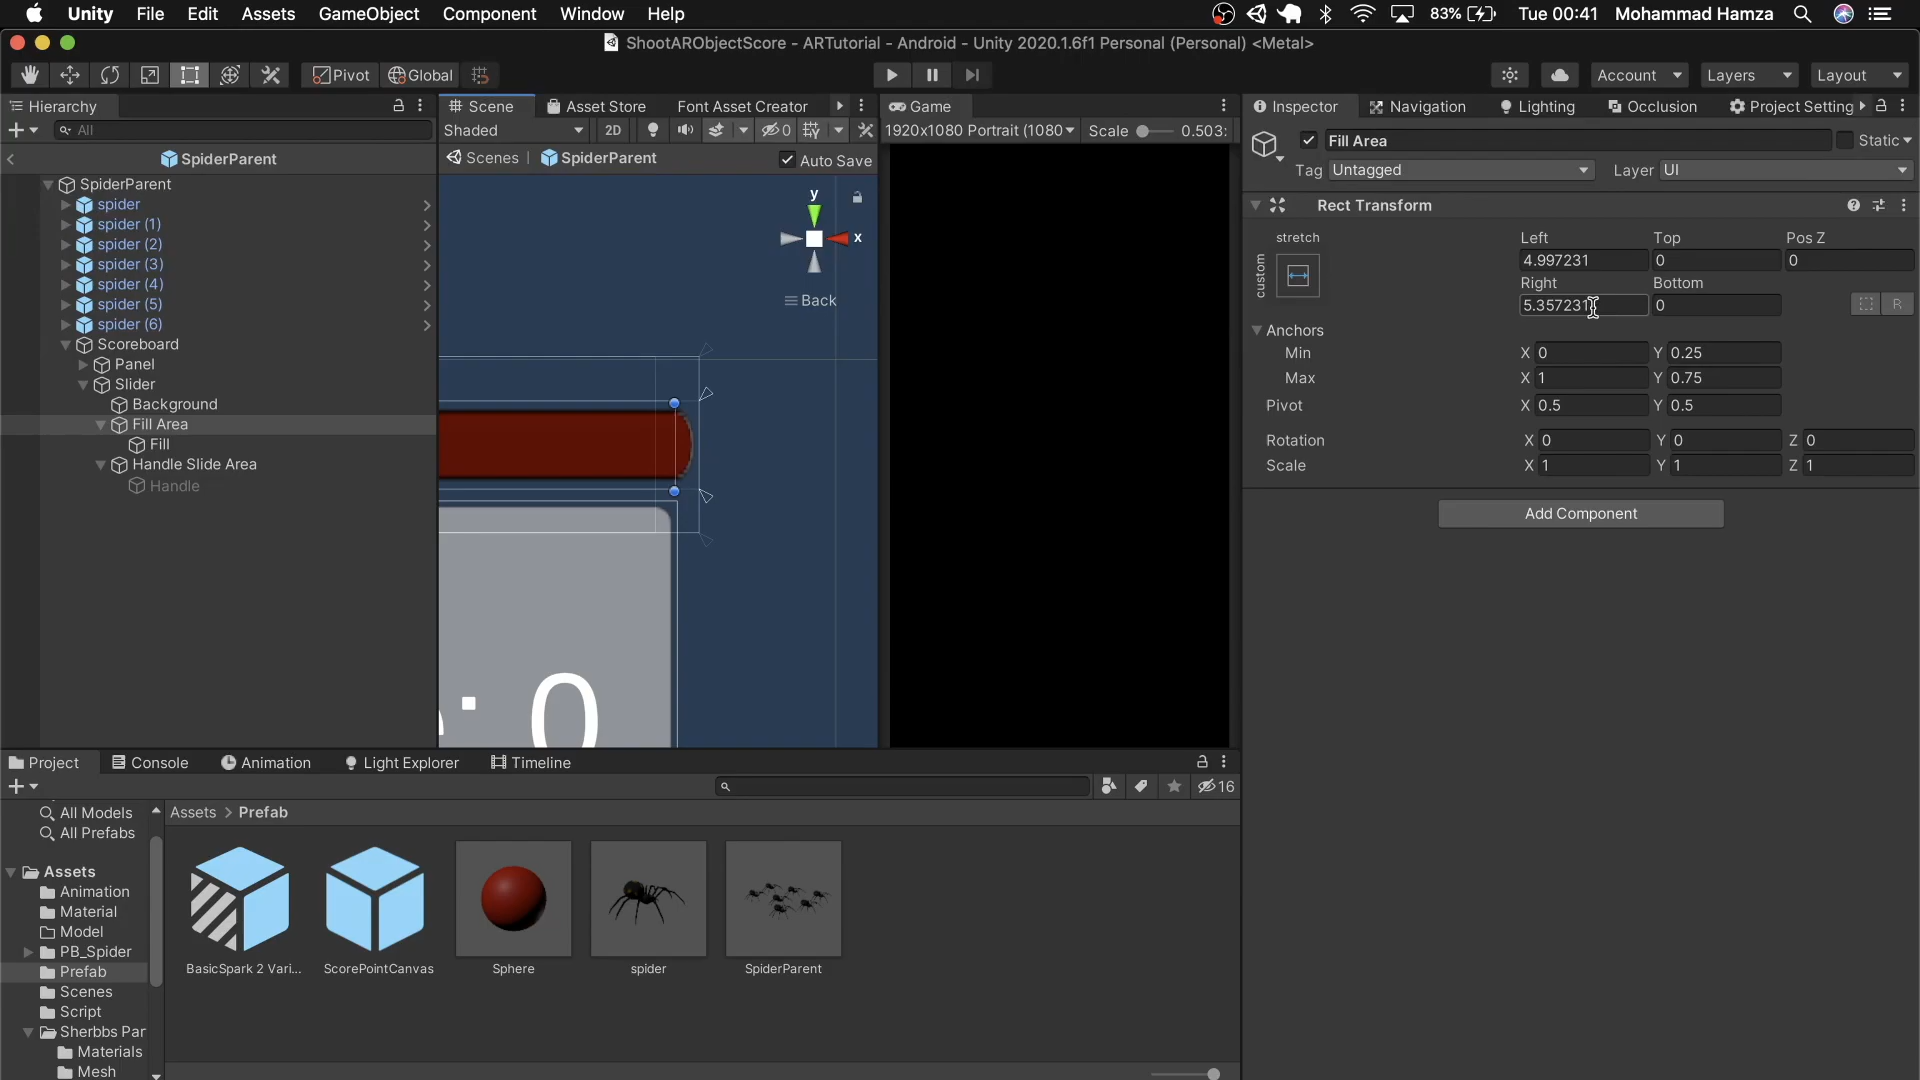 Unity File Edit Assets GameObject Component Window Help 83% Tue 00:41 Mohammad Hamza
ShootARObjectScore - ARTutorial - Android - Unity 2020.1.6f1 Personal (Personal) <Metal>
Pivot Global Account Layers Layout
Hierarchy Scene Asset Store Font Asset Creator Game Inspector Navigation Lighting Occlusion Project Setting
All Shaded 2D 0 1920x1080 Portrait (1080 Scale 0.503:
Fill Area Static
SpiderParent Scenes SpiderParent Auto Save
Tag Untagged Layer UI
SpiderParent
spider
spider (1)
spider (2)
spider (3)
spider (4)
spider (5)
spider (6)
Scoreboard
Panel
Slider
Background
Fill Area
Fill
Handle Slide Area
Handle
y
x
Back
: 0
Rect Transform
stretch
custom
Left Top Pos Z
4.997231 0 0
Right Bottom
5.357231 0
R
Anchors
Min X 0 Y 0.25
Max X 1 Y 0.75
Pivot X 0.5 Y 0.5
Rotation X 0 Y 0 Z 0
Scale X 1 Y 1 Z 1
Add Component
Project Console Animation Light Explorer Timeline
16
All Models
All Prefabs
Assets
Animation
Material
Model
PB_Spider
Prefab
Scenes
Script
Sherbbs Par
Materials
Mesh
Assets > Prefab
BasicSpark 2 Vari... ScorePointCanvas Sphere spider SpiderParent